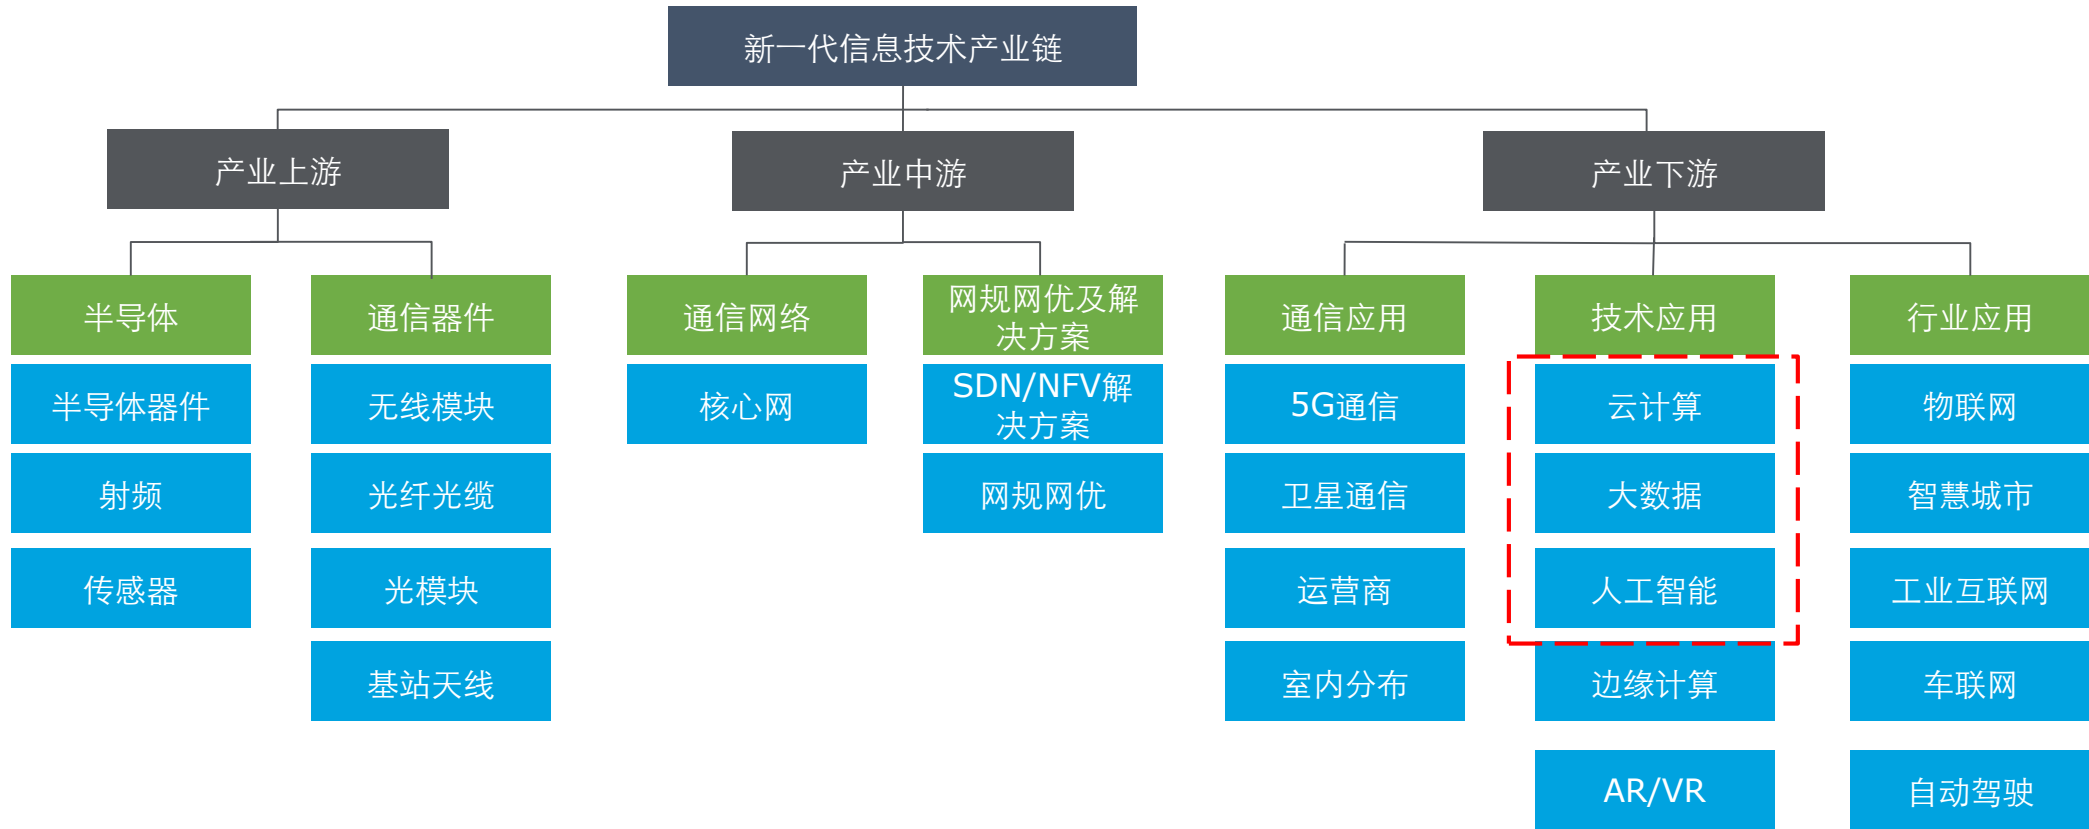 新一代信息技术产业链
产业上游
产业中游
产业下游
半导体
通信器件
通信网络
网规网优及解
决方案
通信应用
技术应用
行业应用
半导体器件
无线模块
核心网
SDN/NFV解
决方案
5G通信
云计算
物联网
射频
光纤光缆
网规网优
卫星通信
大数据
智慧城市
传感器
光模块
运营商
人工智能
工业互联网
基站天线
室内分布
边缘计算
车联网
AR/VR
自动驾驶